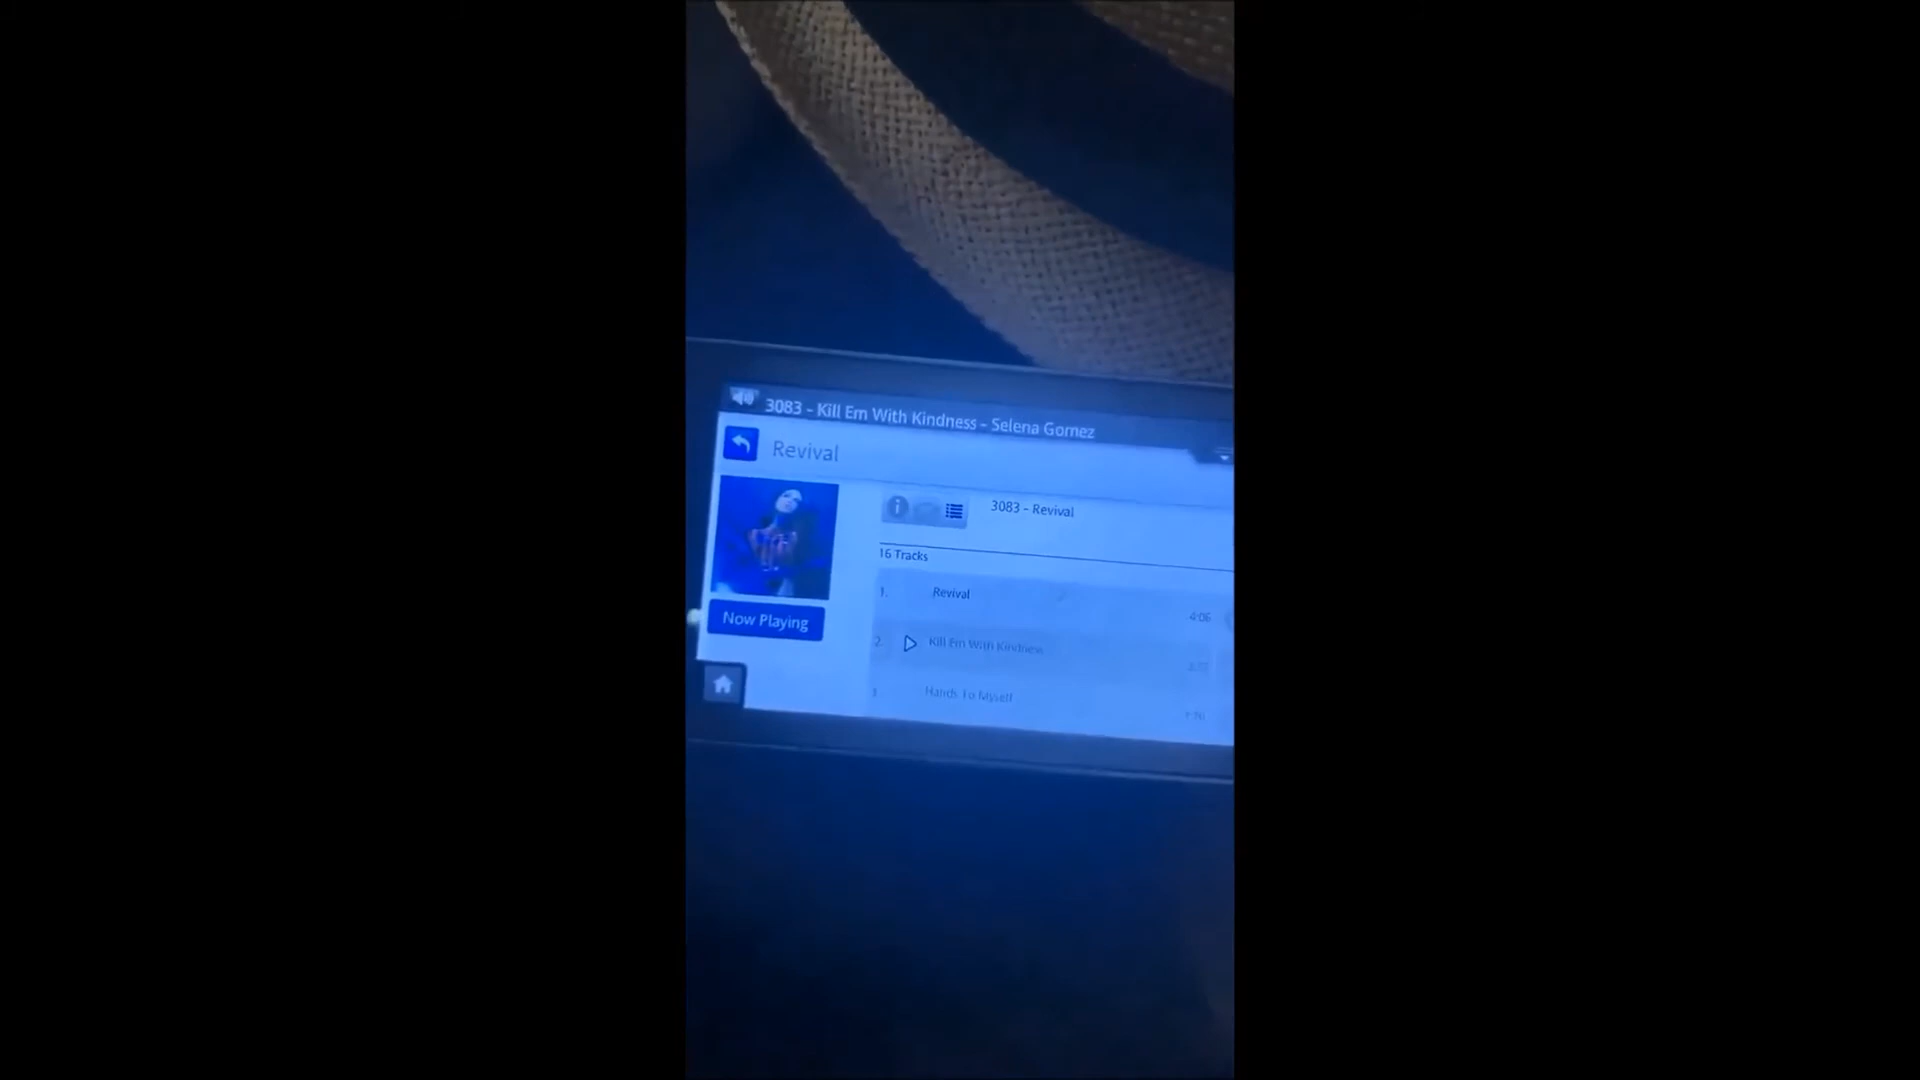 3083 - Kill Em With Kindness - Selena Gomez
Revival
3083 - Revival
16 Tracks
1. Revival 4:06
Now Playing
2. Kill Em With Kindness
3 Hands To Myself